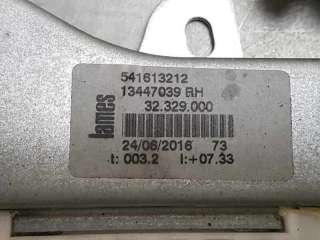 541613212
13447039 RH
32.329.000
lames
24/06/2016 73
t: 003.2 l:+07.33